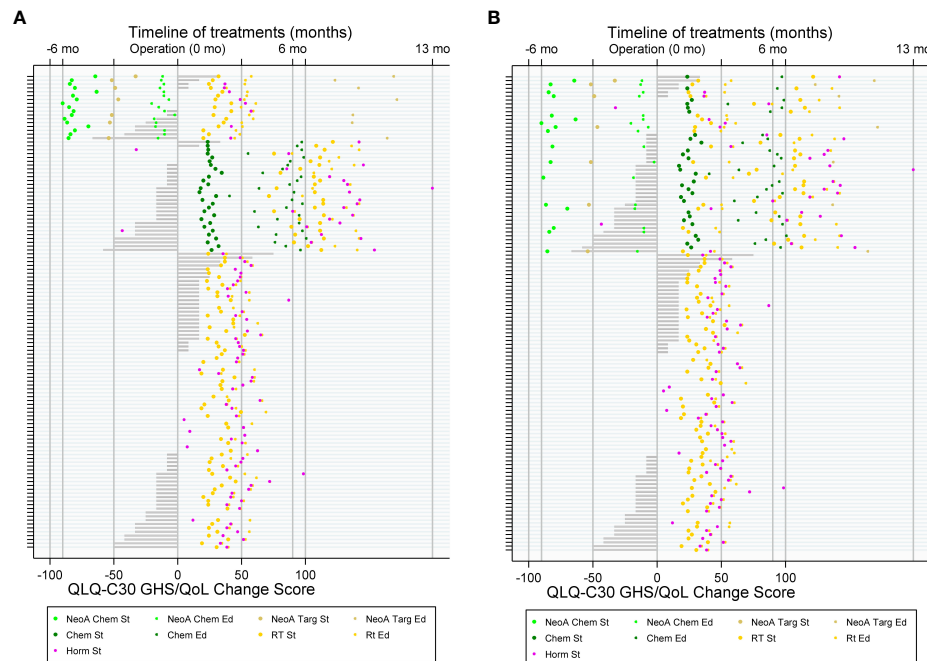 A
Timeline of treatments (months)
-6 mo Operation (0 mo) 6 mo 13 mo
-100 -50 0 50 100
QLQ-C30 GHS/QoL Change Score
NeoA Chem St NeoA Chem Ed NeoA Targ St NeoA Targ Ed
Chem St Chem Ed RT St Rt Ed
Horm St
B
Timeline of treatments (months)
-6 mo Operation (0 mo) 6 mo 13 mo
-100 -50 0 50 100
QLQ-C30 GHS/QoL Change Score
NeoA Chem St NeoA Chem Ed NeoA Targ St NeoA Targ Ed
Chem St Chem Ed RT St Rt Ed
Horm St